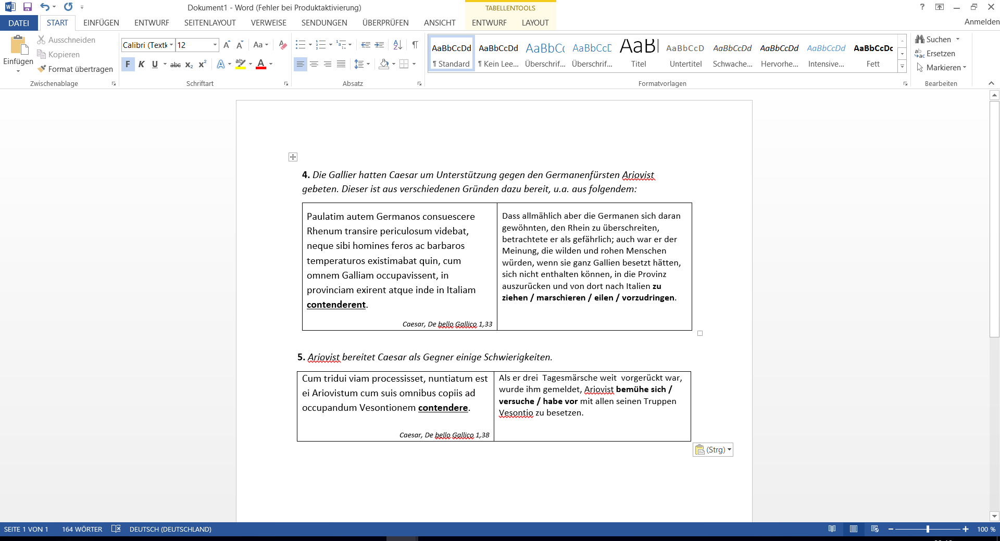 Dokument1 - Word (Fehler bei Produktaktivierung)
TABELLENTOOLS
?
DATEI START EINFÜGEN ENTWURF SEITENLAYOUT VERWEISE SENDUNGEN ÜBERPRÜFEN ANSICHT ENTWURF LAYOUT Anmelden
Einfügen
Ausschneiden
Kopieren
Format übertragen
Zwischenablage
Calibri (Textk 12
Aa
F K U abc x₂ x² A ab A
Schriftart
Absatz
AaBbCcDd AaBbCcDd AaBbCc AaBbCcD AaBl AaBbCcD AaBbCcDd AaBbCcDd AaBbCcDd AaBbCcDc
¶ Standard ¶ Kein Lee... Überschrif... Überschrif... Titel Untertitel Schwache... Hervorhe... Intensive... Fett
Formatvorlagen
Suchen
Ersetzen
Markieren
Bearbeiten
4. Die Gallier hatten Caesar um Unterstützung gegen den Germanenfürsten Ariovist
gebeten. Dieser ist aus verschiedenen Gründen dazu bereit, u.a. aus folgendem:
Paulatim autem Germanos consuescere
Rhenum transire periculosum videbat,
neque sibi homines feros ac barbaros
temperaturos existimabat quin, cum
omnem Galliam occupavissent, in
provinciam exirent atque inde in Italiam
contenderent.
Caesar, De bello Gallico 1,33
Dass allmählich aber die Germanen sich daran
gewöhnten, den Rhein zu überschreiten,
betrachtete er als gefährlich; auch war er der
Meinung, die wilden und rohen Menschen
würden, wenn sie ganz Gallien besetzt hätten,
sich nicht enthalten können, in die Provinz
auszurücken und von dort nach Italien zu
ziehen / marschieren / eilen / vorzudringen.
5. Ariovist bereitet Caesar als Gegner einige Schwierigkeiten.
Cum tridui viam processisset, nuntiatum est
ei Ariovistum cum suis omnibus copiis ad
occupandum Vesontionem contendere.
Caesar, De bello Gallico 1,38
Als er drei  Tagesmärsche weit  vorgerückt war,
wurde ihm gemeldet, Ariovist bemühe sich /
versuche / habe vor mit allen seinen Truppen
Vesontio zu besetzen.
(Strg)
SEITE 1 VON 1 164 WÖRTER DEUTSCH (DEUTSCHLAND) 100 %